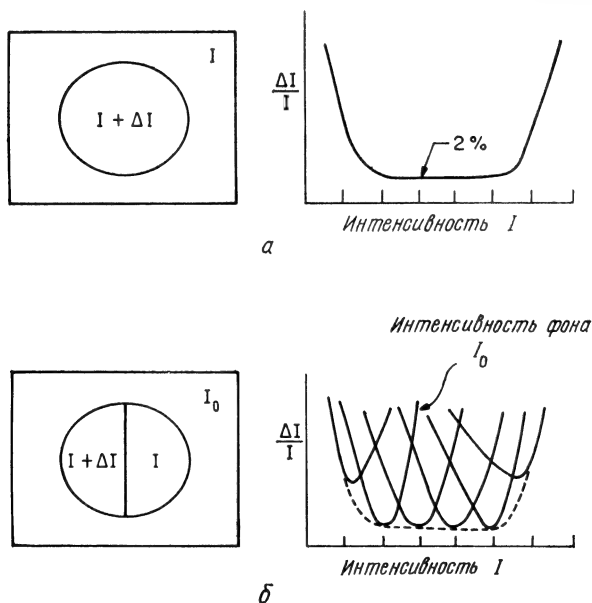 I
I + ΔI
ΔI
I
2%
Интенсивность I
а
Интенсивность фона
I₀
I₀
I + ΔI
I
ΔI
I
Интенсивность I
б